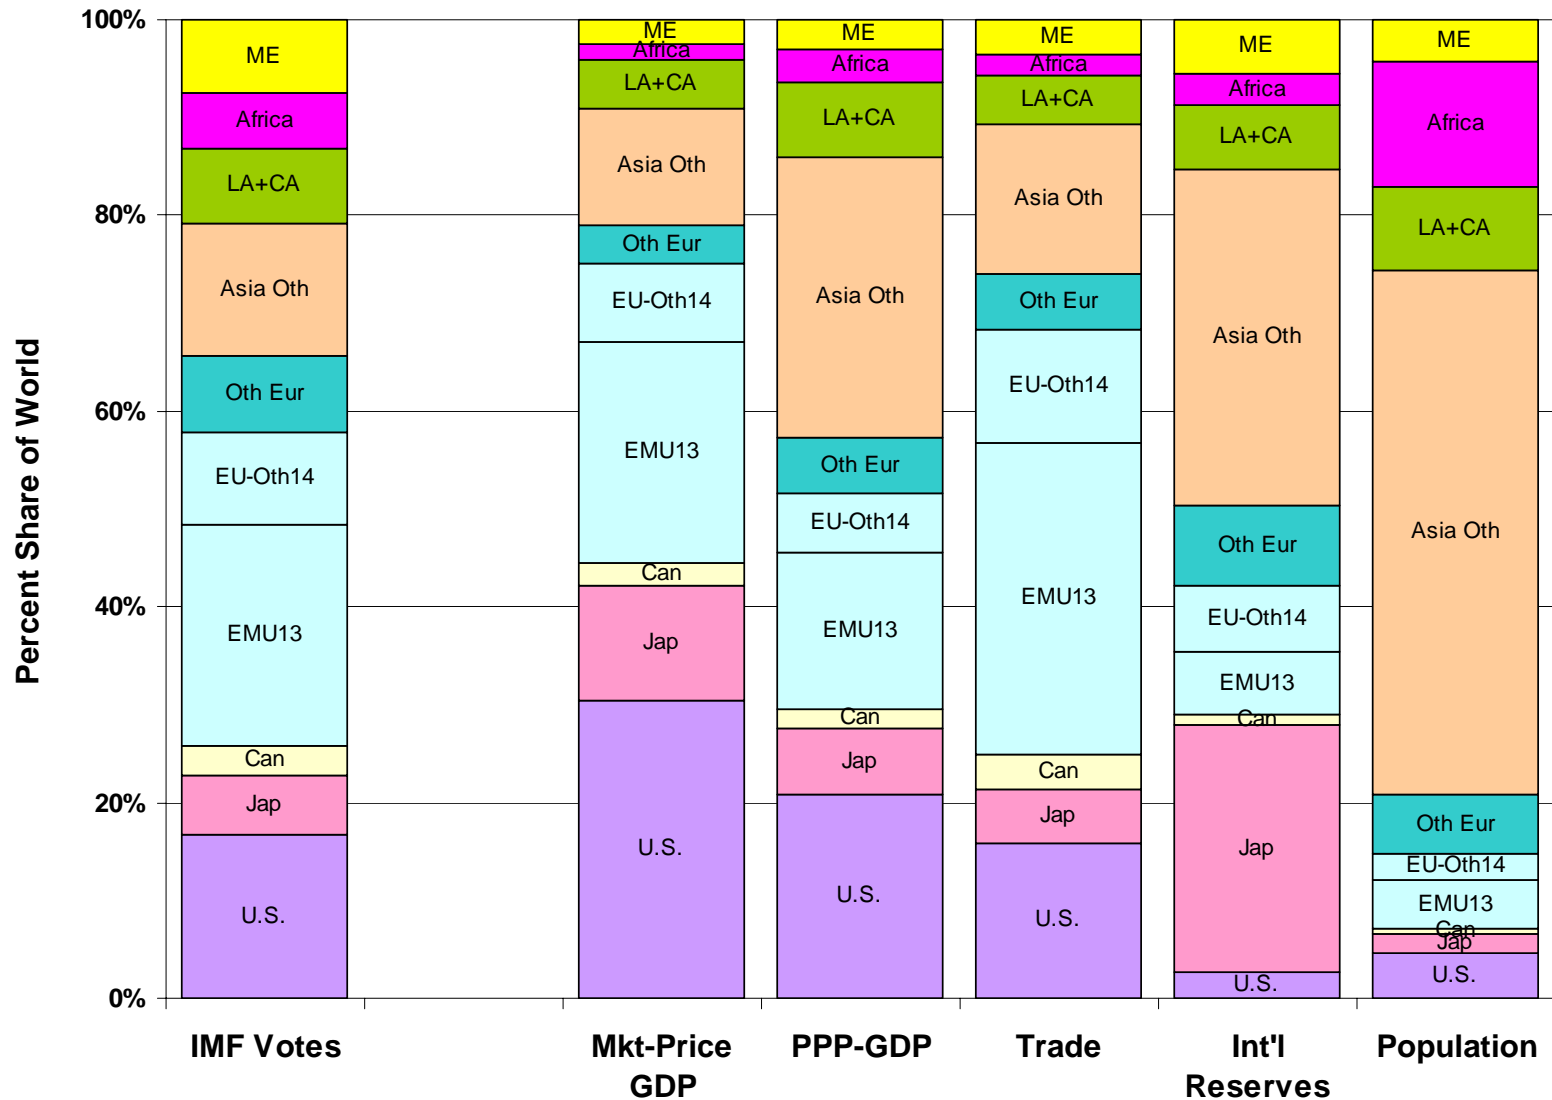 100%
80%
60%
40%
20%
0%
Percent Share of World
ME
Africa
LA+CA
Asia Oth
Oth Eur
EU-Oth14
EMU13
Can
Jap
U.S.
ME
Africa
LA+CA
Asia Oth
Oth Eur
EU-Oth14
EMU13
Can
Jap
U.S.
ME
Africa
LA+CA
Asia Oth
Oth Eur
EU-Oth14
EMU13
Can
Jap
U.S.
ME
Africa
LA+CA
Asia Oth
Oth Eur
EU-Oth14
EMU13
Can
Jap
U.S.
ME
Africa
LA+CA
Asia Oth
Oth Eur
EU-Oth14
EMU13
Can
Jap
U.S.
ME
Africa
LA+CA
Asia Oth
Oth Eur
EU-Oth14
EMU13
Can
Jap
U.S.
IMF Votes
Mkt-Price
GDP
PPP-GDP
Trade
Int'l
Reserves
Population